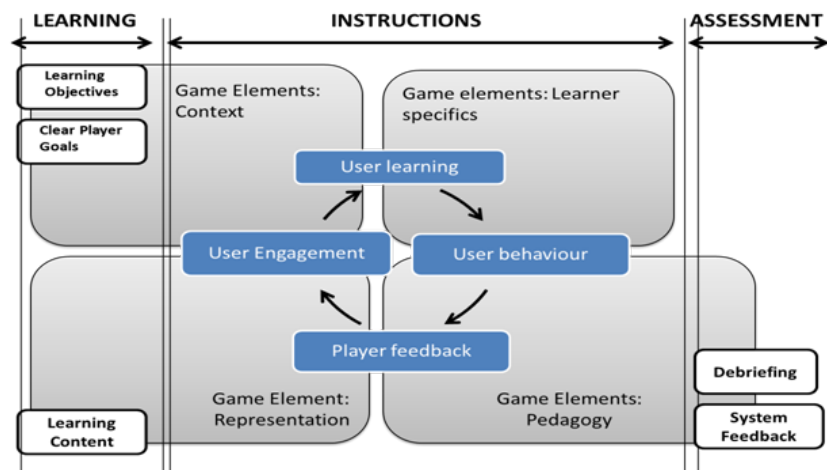 LEARNING
INSTRUCTIONS
ASSESSMENT
Learning
Objectives
Clear Player
Goals
Game Elements:
Context
Game elements: Learner
specifics
User learning
User Engagement
User behaviour
Player feedback
Game Element:
Representation
Game Elements:
Pedagogy
Learning
Content
Debriefing
System
Feedback